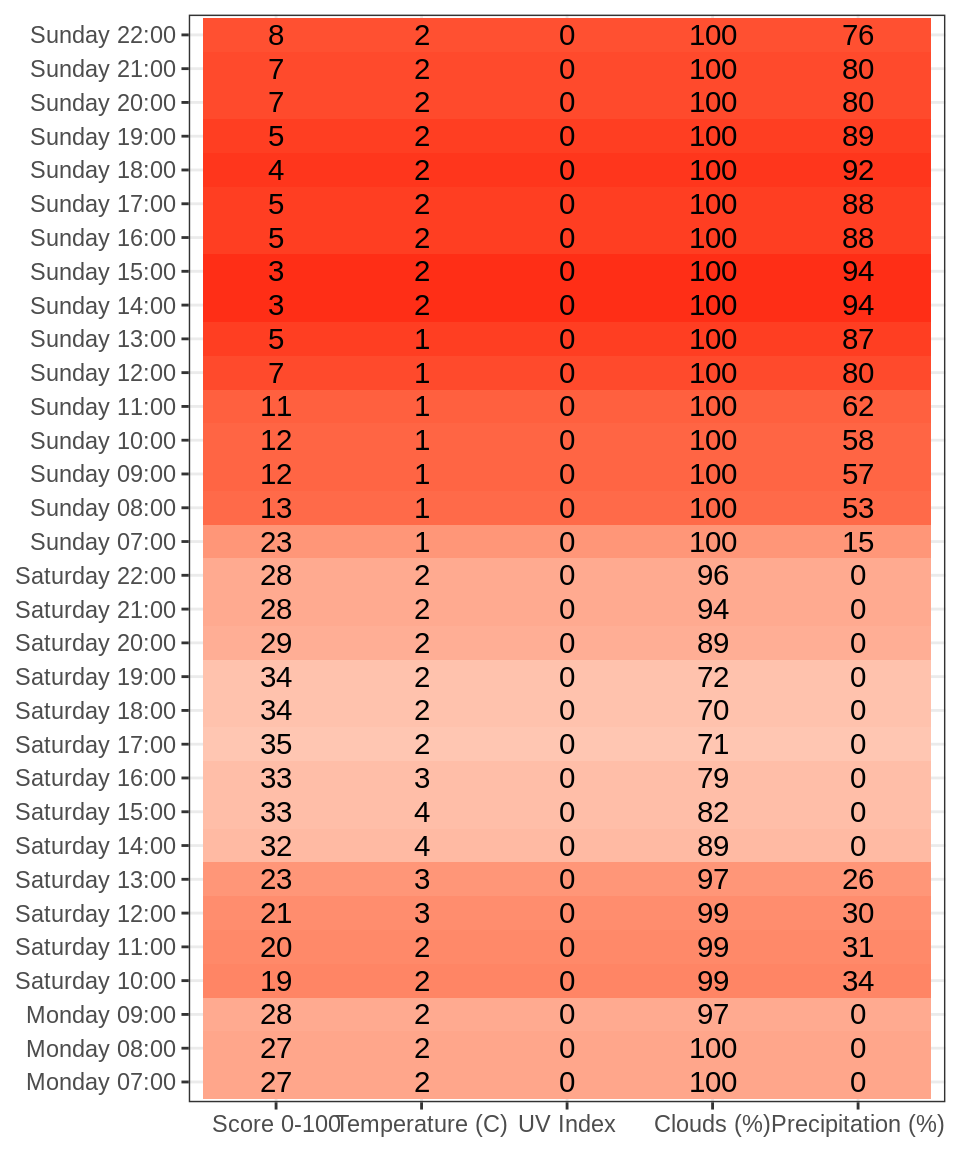 Sunday 22:00 8 2 0 100 76
Sunday 21:00 7 2 0 100 80
Sunday 20:00 7 2 0 100 80
Sunday 19:00 5 2 0 100 89
Sunday 18:00 4 2 0 100 92
Sunday 17:00 5 2 0 100 88
Sunday 16:00 5 2 0 100 88
Sunday 15:00 3 2 0 100 94
Sunday 14:00 3 2 0 100 94
Sunday 13:00 5 1 0 100 87
Sunday 12:00 7 1 0 100 80
Sunday 11:00 11 1 0 100 62
Sunday 10:00 12 1 0 100 58
Sunday 09:00 12 1 0 100 57
Sunday 08:00 13 1 0 100 53
Sunday 07:00 23 1 0 100 15
Saturday 22:00 28 2 0 96 0
Saturday 21:00 28 2 0 94 0
Saturday 20:00 29 2 0 89 0
Saturday 19:00 34 2 0 72 0
Saturday 18:00 34 2 0 70 0
Saturday 17:00 35 2 0 71 0
Saturday 16:00 33 3 0 79 0
Saturday 15:00 33 4 0 82 0
Saturday 14:00 32 4 0 89 0
Saturday 13:00 23 3 0 97 26
Saturday 12:00 21 3 0 99 30
Saturday 11:00 20 2 0 99 31
Saturday 10:00 19 2 0 99 34
Monday 09:00 28 2 0 97 0
Monday 08:00 27 2 0 100 0
Monday 07:00 27 2 0 100 0
Score 0-100 Temperature (C) UV Index Clouds (%) Precipitation (%)